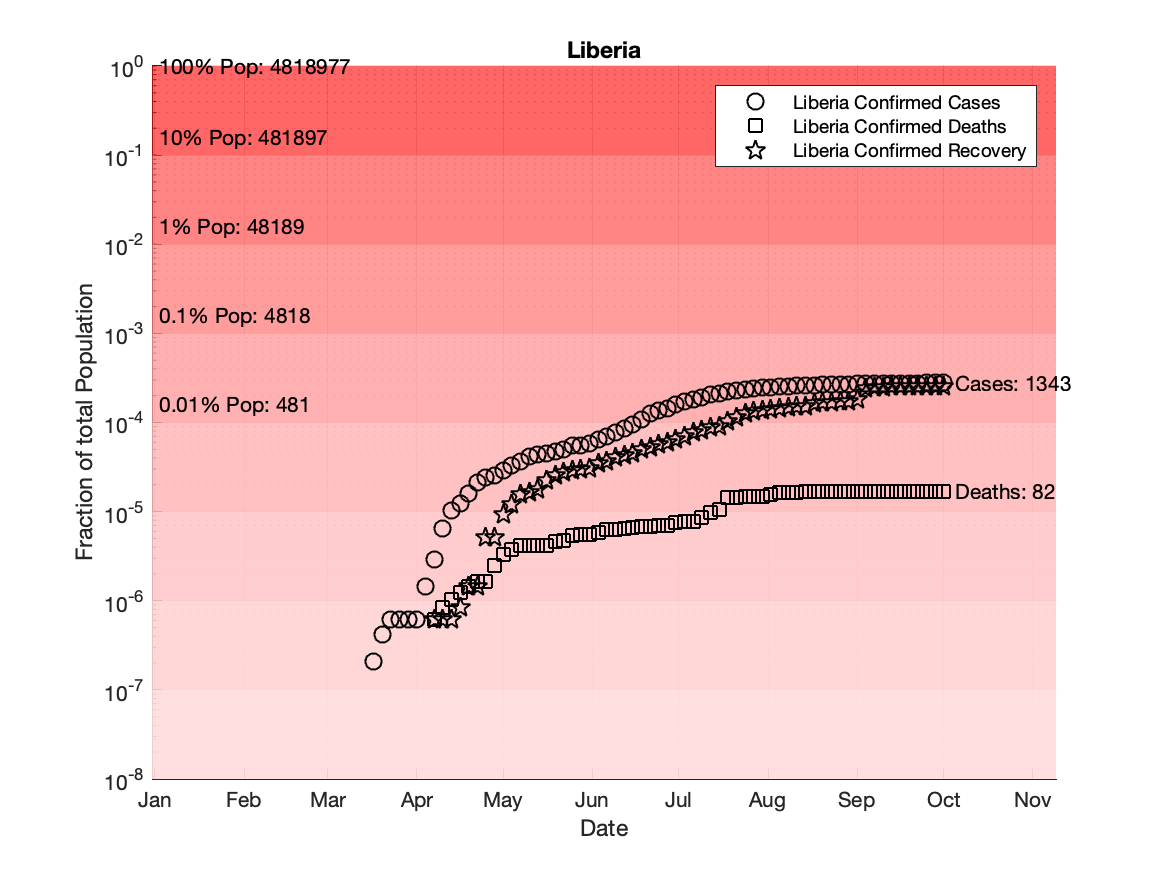 Liberia
10^0
10^-1
10^-2
10^-3
10^-4
10^-5
10^-6
10^-7
10^-8
Fraction of total Population
100% Pop: 4818977
10% Pop: 481897
1% Pop: 48189
0.1% Pop: 4818
0.01% Pop: 481
Liberia Confirmed Cases
Liberia Confirmed Deaths
Liberia Confirmed Recovery
Cases: 1343
Deaths: 82
Jan Feb Mar Apr May Jun Jul Aug Sep Oct Nov
Date